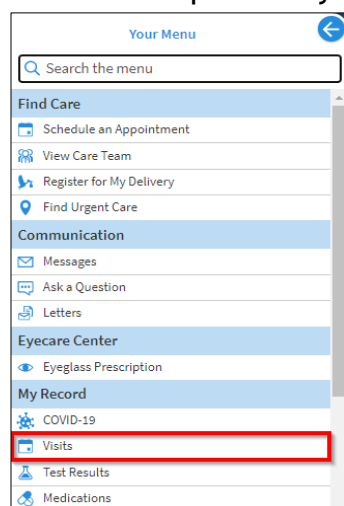 Your Menu
Search the menu
Find Care
Schedule an Appointment
View Care Team
Register for My Delivery
Find Urgent Care
Communication
Messages
Ask a Question
Letters
Eyecare Center
Eyeglass Prescription
My Record
COVID-19
Visits
Test Results
Medications